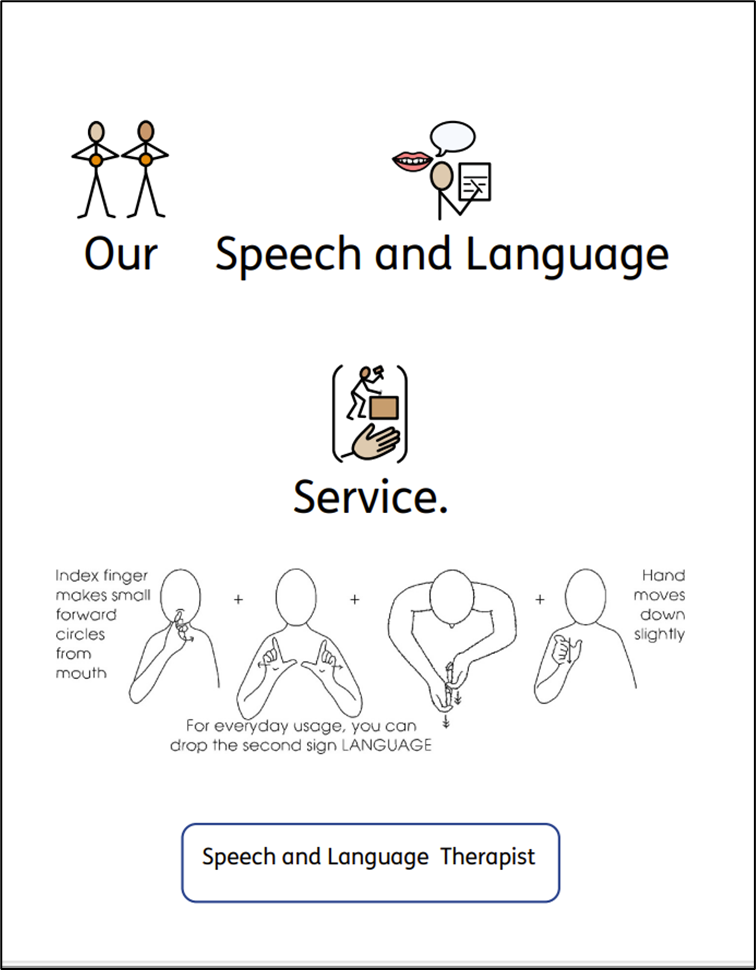 Our Speech and Language
Service.
Index finger
makes small
forward
circles
from
mouth
+
+
+
Hand
moves
down
slightly
For everyday usage, you can
drop the second sign LANGUAGE
Speech and Language Therapist